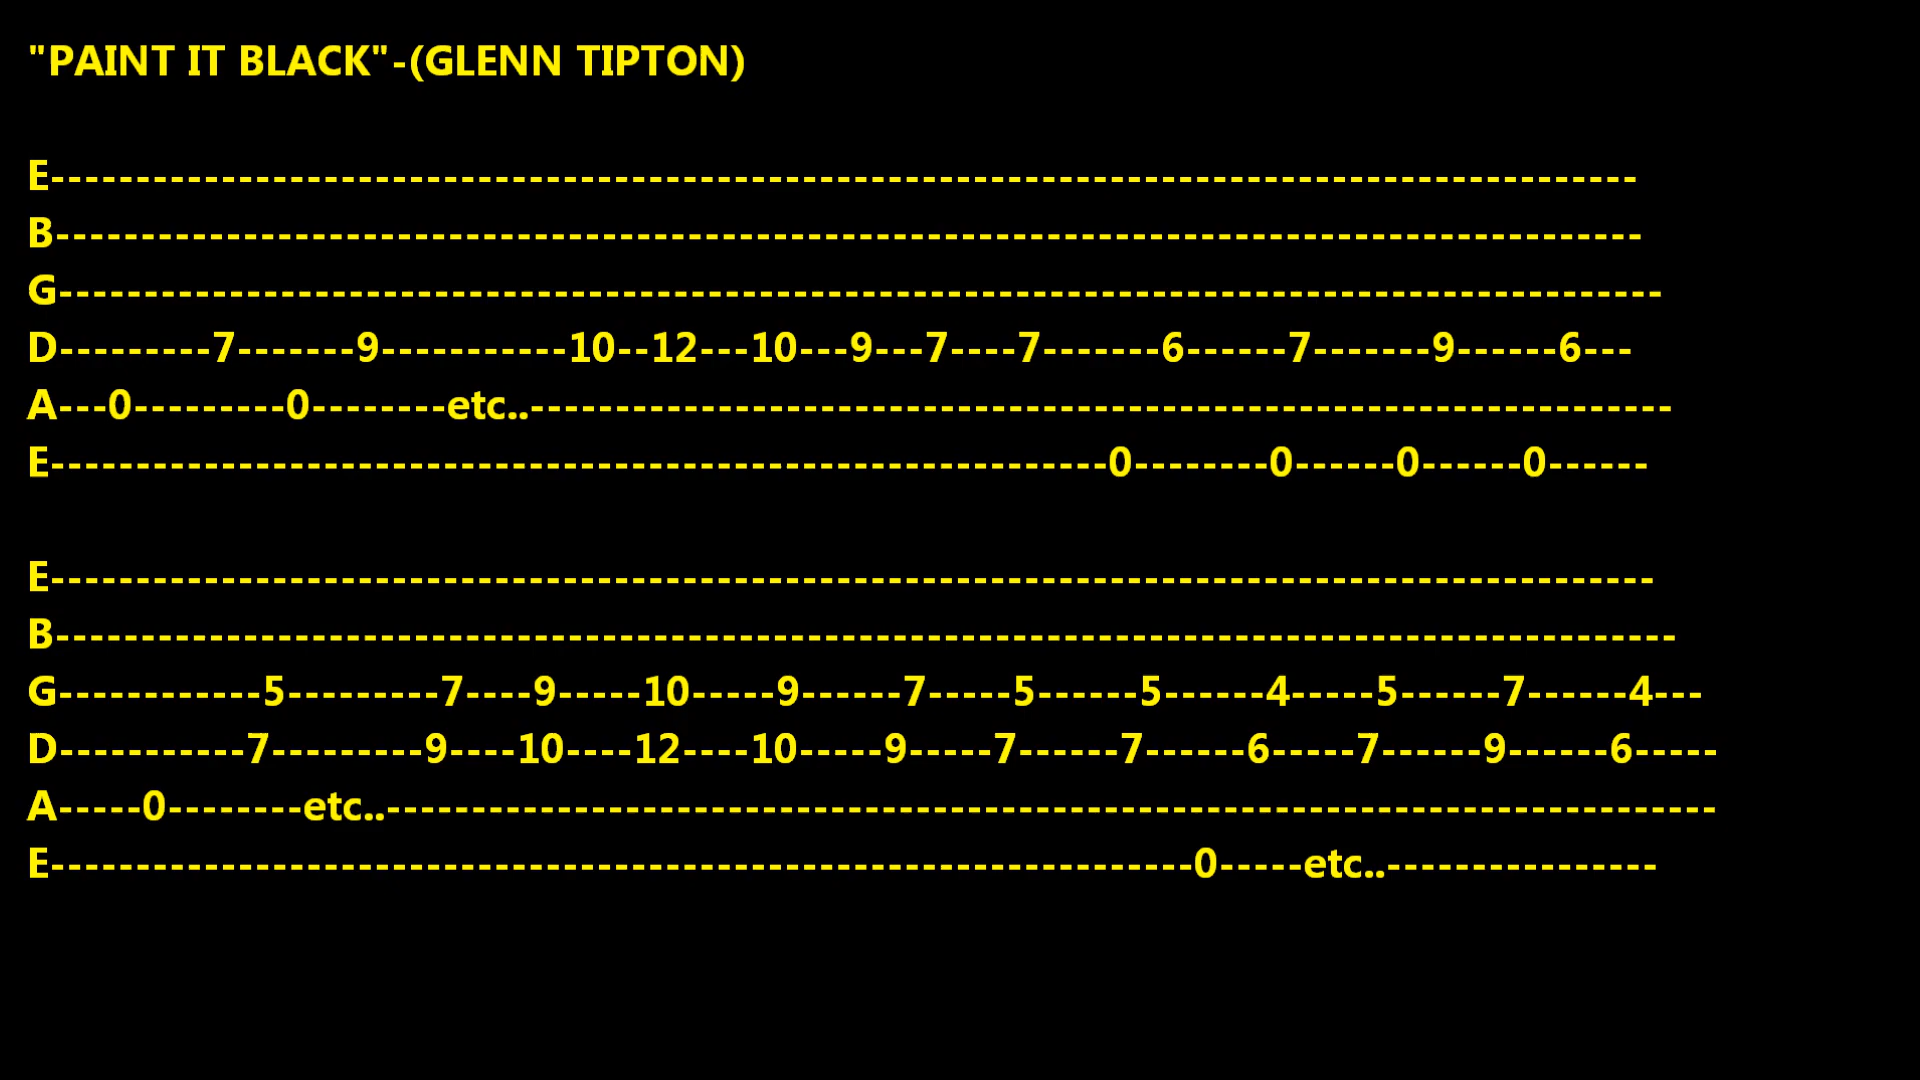 "PAINT IT BLACK"-(GLENN TIPTON)
E---------------------------------------------------------------------------------------------
B---------------------------------------------------------------------------------------------
G----------------------------------------------------------------------------------------------
D---------7-------9-----------10--12---10---9---7----7-------6------7-------9------6---
A---0---------0--------etc..-------------------------------------------------------------------
E--------------------------------------------------------------0--------0------0------0------
E----------------------------------------------------------------------------------------------
B-----------------------------------------------------------------------------------------------
G------------5---------7----9-----10-----9------7-----5------5------4-----5------7------4---
D-----------7---------9----10----12----10-----9-----7------7------6-----7------9------6-----
A-----0--------etc..------------------------------------------------------------------------------
E-------------------------------------------------------------------0-----etc..----------------